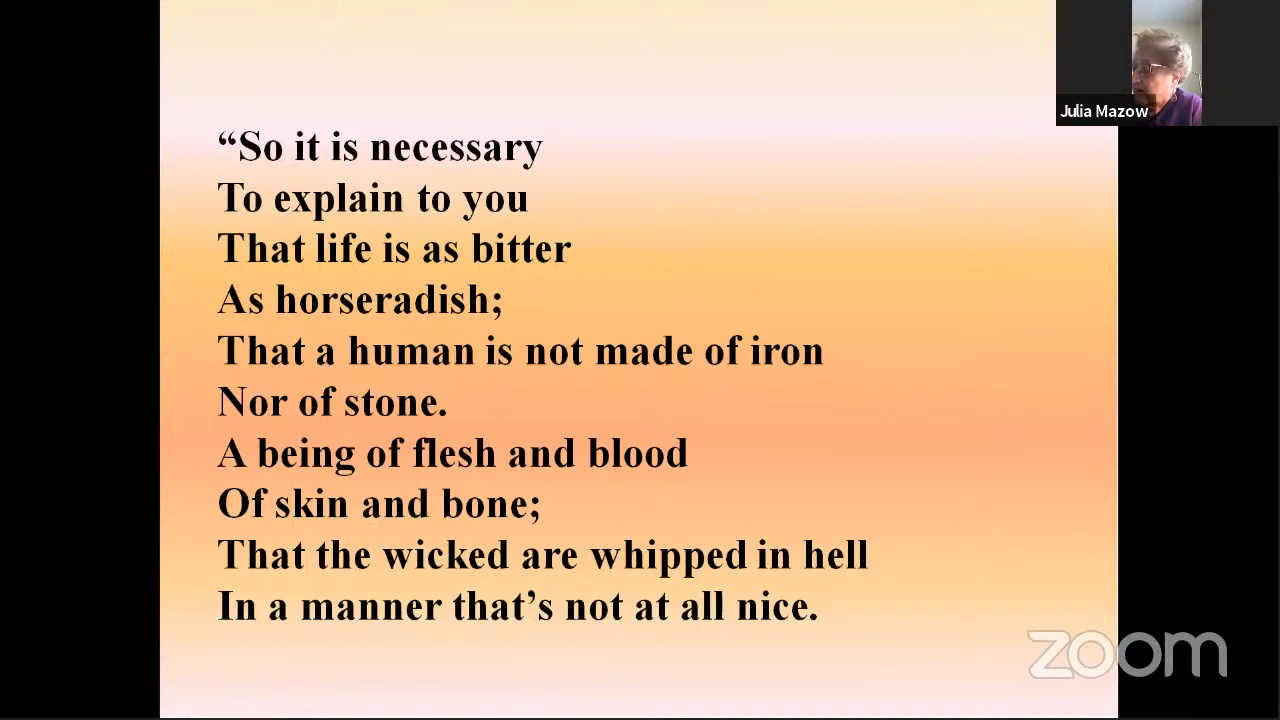 “So it is necessary
To explain to you
That life is as bitter
As horseradish;
That a human is not made of iron
Nor of stone.
A being of flesh and blood
Of skin and bone;
That the wicked are whipped in hell
In a manner that’s not at all nice.
Julia Mazow
zoom